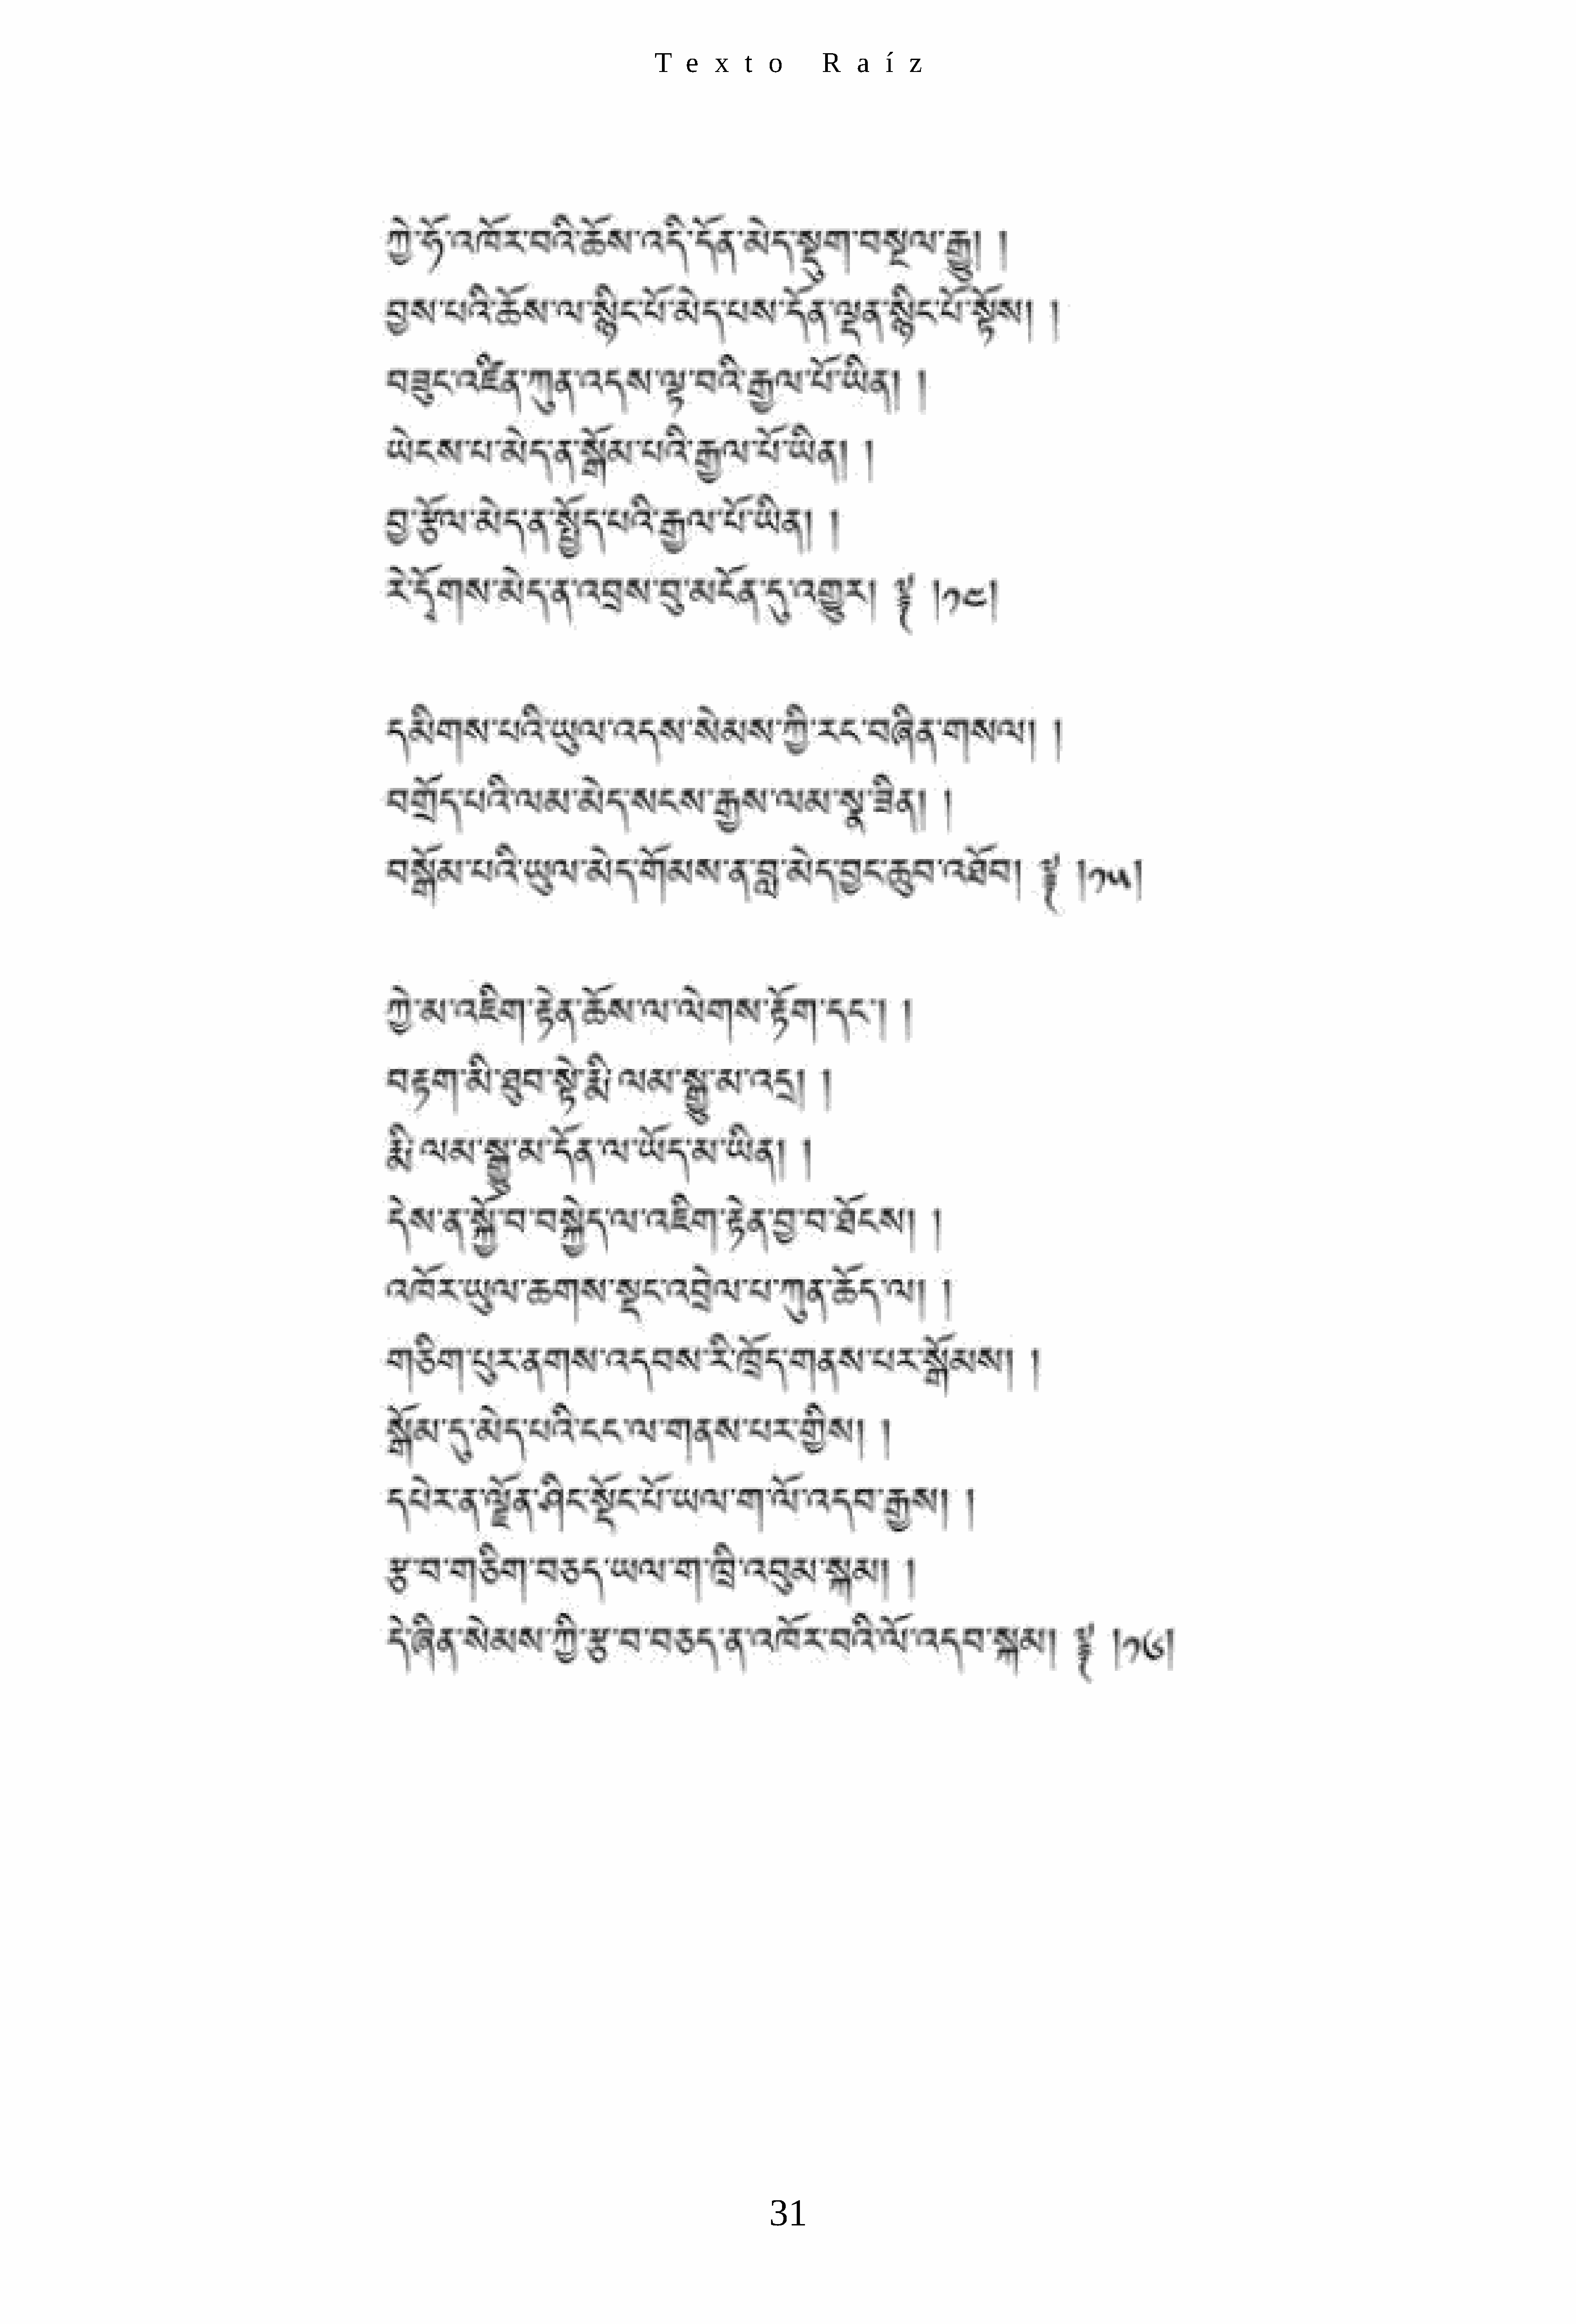 Texto Raíz
ཀྱེ་ཧོ་འཁོར་བའི་ཆོས་འདི་དོན་མེད་སྡུག་བསྔལ་རྒྱུ། །
བྱས་པའི་ཆོས་ལ་སྙིང་པོ་མེད་པས་དོན་ལྡན་སྙིང་པོ་ལྟོས། །
བཟུང་འཛིན་ཀུན་འདས་ལྟ་བའི་རྒྱལ་པོ་ཡིན། །
ཡེངས་པ་མེད་ན་སྒོམ་པའི་རྒྱལ་པོ་ཡིན། །
བྱ་རྩོལ་མེད་ན་སྤྱོད་པའི་རྒྱལ་པོ་ཡིན། །
རེ་དྭོགས་མེད་ན་འབྲས་བུ་མངོན་དུ་འགྱུར། ༈ །༡༤།
དམིགས་པའི་ཡུལ་འདས་སེམས་ཀྱི་རང་བཞིན་གསལ། །
བགྲོད་པའི་ལམ་མེད་སངས་རྒྱས་ལམ་སྣ་ཟིན། །
བསྒོམ་པའི་ཡུལ་མེད་གོམས་ན་བླ་མེད་བྱང་ཆུབ་འཐོབ། ༈ །༡༥།
ཀྱེ་མ་འཇིག་རྟེན་ཆོས་ལ་ལེགས་རྟོག་དང་། །
བརྟག་མི་ཐུབ་སྟེ་རྨི་ལམ་སྒྱུ་མ་འདྲ། །
རྨི་ལམ་སྒྱུ་མ་དོན་ལ་ཡོད་མ་ཡིན། །
དེས་ན་སྐྱོ་བ་བསྐྱེད་ལ་འཇིག་རྟེན་བྱ་བ་ཐོངས། །
འཁོར་ཡུལ་ཆགས་སྡང་འབྲེལ་པ་ཀུན་ཆོད་ལ། །
གཅིག་པུར་ནགས་འདབས་རི་ཁྲོད་གནས་པར་སྒོམས། །
སྒོམ་དུ་མེད་པའི་ངང་ལ་གནས་པར་གྱིས། །
དཔེར་ན་ལྗོན་ཤིང་སྡོང་པོ་ཡལ་ག་ལོ་འདབ་རྒྱས། །
རྩ་བ་གཅིག་བཅད་ཡལ་ག་ཁྲི་འབུམ་སྐམ། །
དེ་ཞིན་སེམས་ཀྱི་རྩ་བ་བཅད་ན་འཁོར་བའི་ལོ་འདབ་སྐམ། ༈ །༡༦།
31